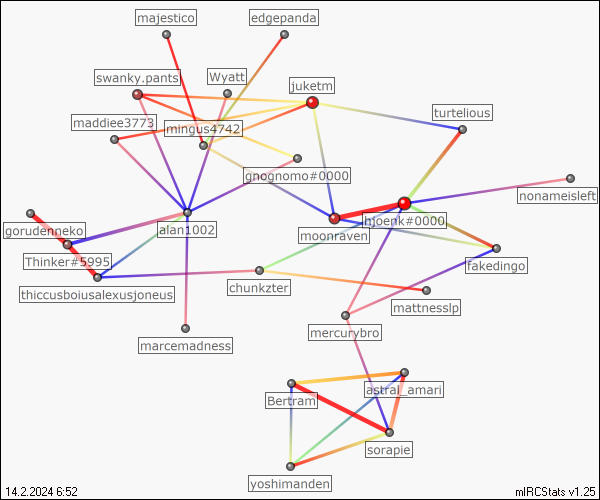 majestico
edgepanda
swanky.pants
Wyatt
juketm
maddiee3773
mingus4742
turtelious
gnognomo#0000
nonameisleft
gorudenneko
alan1002
moonraven
hjoenk#0000
Thinker#5995
fakedingo
thiccusboiusalexusjoneus
chunkzter
mattnesslp
marcemadness
mercurybro
Bertram
astral_amari
sorapie
yoshimanden
14.2.2024 6:52
mIRCStats v1.25